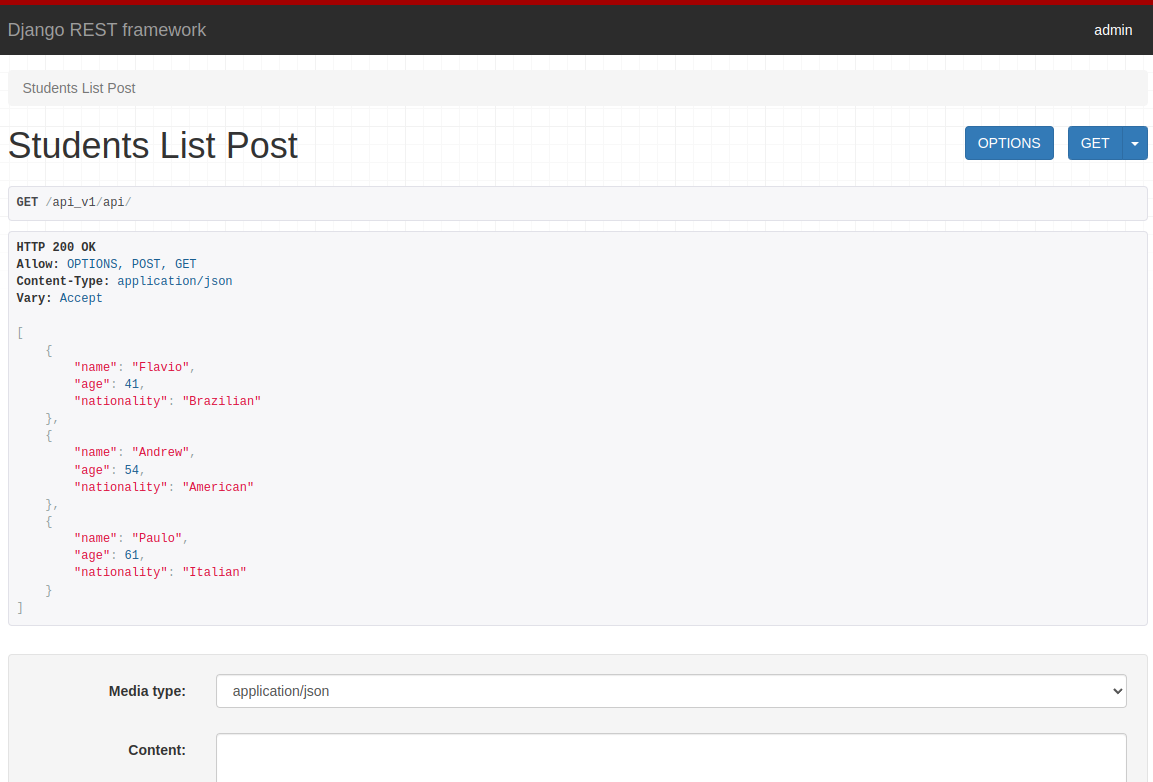 Django REST framework
admin
Students List Post
Students List Post
OPTIONS
GET
GET /api_v1/api/
HTTP 200 OK
Allow: OPTIONS, POST, GET
Content-Type: application/json
Vary: Accept
[
    {
        "name": "Flavio",
        "age": 41,
        "nationality": "Brazilian"
    },
    {
        "name": "Andrew",
        "age": 54,
        "nationality": "American"
    },
    {
        "name": "Paulo",
        "age": 61,
        "nationality": "Italian"
    }
]
Media type:
application/json
Content: